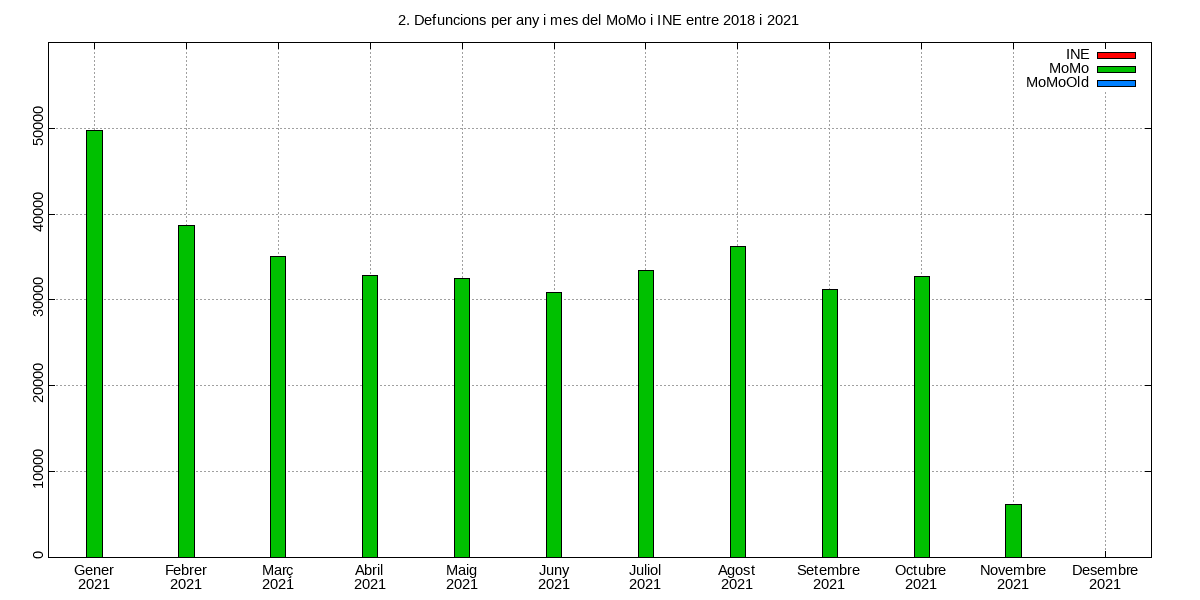 2. Defuncions per any i mes del MoMo i INE entre 2018 i 2021
INE
MoMo
MoMoOld
50000
40000
30000
20000
10000
0
Gener Febrer Març Abril Maig Juny Juliol Agost Setembre Octubre Novembre Desembre
2021 2021 2021 2021 2021 2021 2021 2021 2021 2021 2021 2021